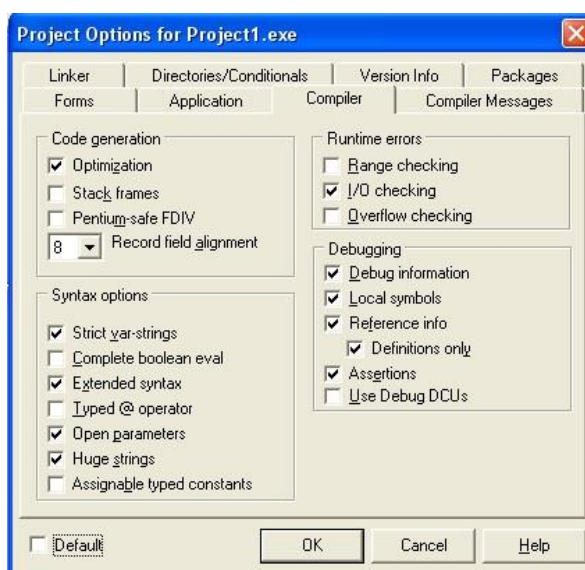 Project Options for Project1.exe
Linker
Directories/Conditionals
Version Info
Packages
Forms
Application
Compiler
Compiler Messages
Code generation
Optimization
Stack frames
Pentium-safe FDIV
8
Record field alignment
Syntax options
Strict var-strings
Complete boolean eval
Extended syntax
Typed @ operator
Open parameters
Huge strings
Assignable typed constants
Runtime errors
Range checking
I/O checking
Overflow checking
Debugging
Debug information
Local symbols
Reference info
Definitions only
Assertions
Use Debug DCUs
Default
OK
Cancel
Help